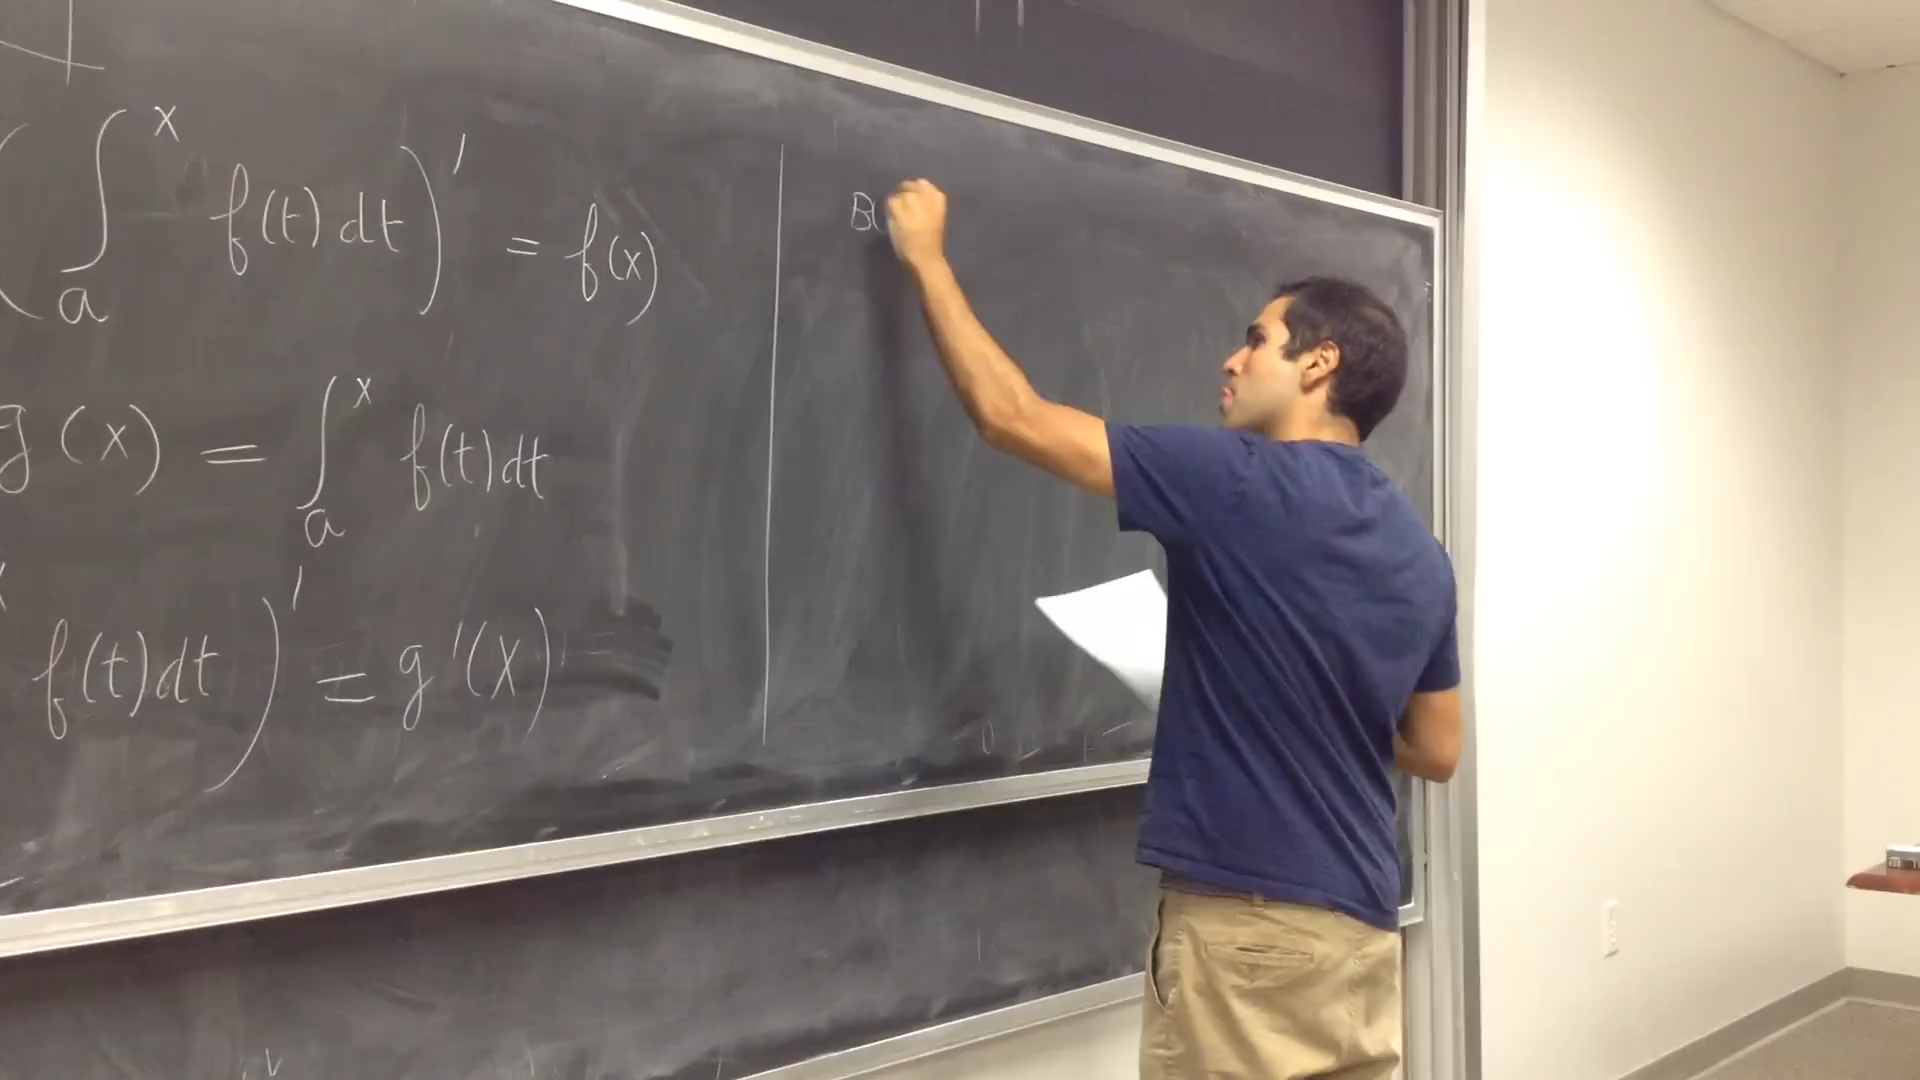 ( ∫_a^x f(t) dt )' = f(x)
g(x) = ∫_a^x f(t) dt
f(t) dt )' = g'(x) =